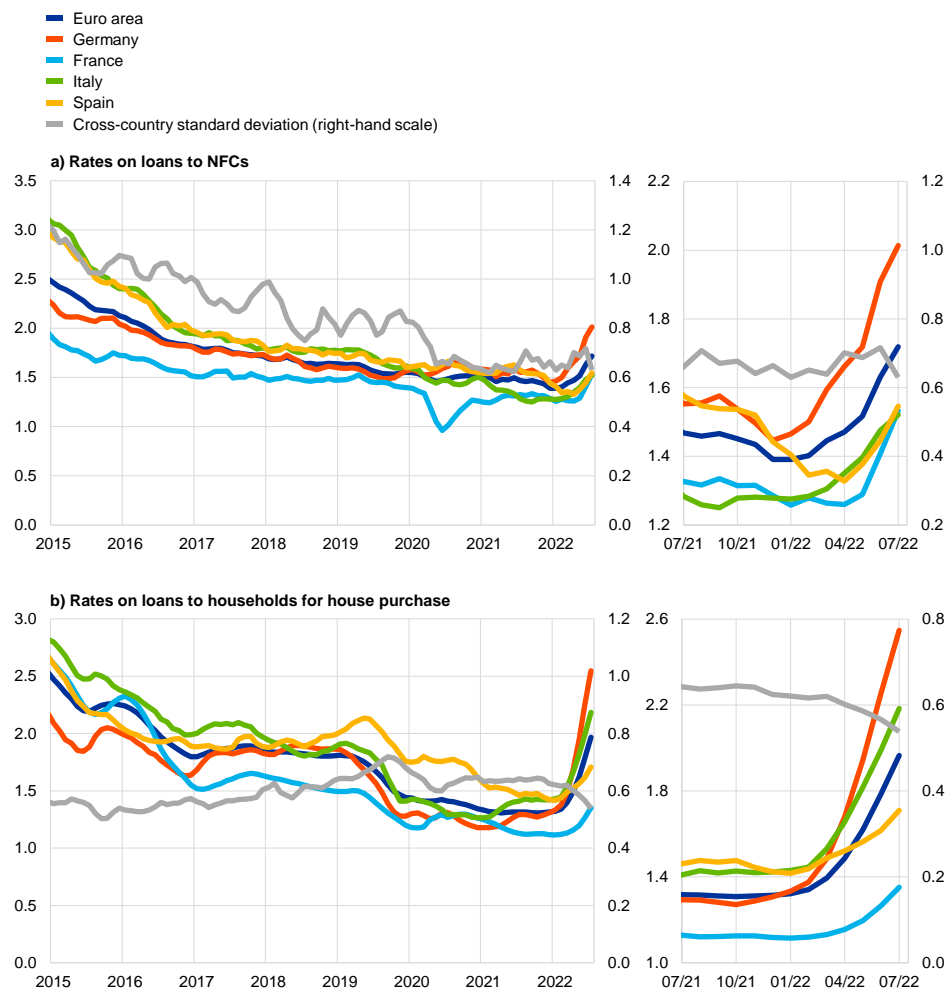 Euro area
Germany
France
Italy
Spain
Cross-country standard deviation (right-hand scale)
a) Rates on loans to NFCs
3.5 1.4 2.2 1.2
3.0 1.2
2.5 1.0 2.0 1.0
2.0 0.8 1.8 0.8
1.5 0.6 1.6 0.6
1.0 0.4
0.5 0.2 1.4 0.4
0.0 0.0 1.2 0.2
2015 2016 2017 2018 2019 2020 2021 2022 07/21 10/21 01/22 04/22 07/22
b) Rates on loans to households for house purchase
3.0 1.2 2.6 0.8
2.5 1.0
2.0 0.8 2.2 0.6
1.5 0.6 1.8 0.4
1.0 0.4 1.4 0.2
0.5 0.2
0.0 0.0 1.0 0.0
2015 2016 2017 2018 2019 2020 2021 2022 07/21 10/21 01/22 04/22 07/22